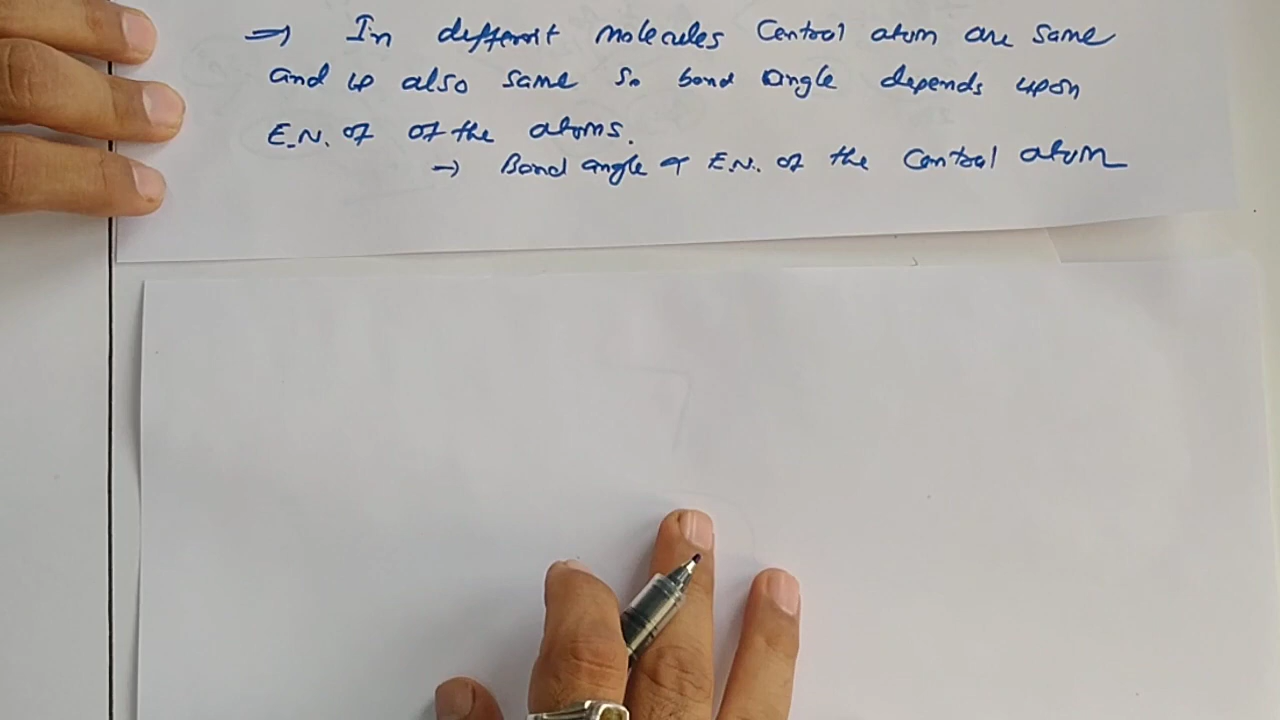 ⇒ In different molecules Central atom are same
and lp also same so bond angle depends upon
E.N. of of the atoms.
→ Bond angle ∝ E.N. of the Central atom